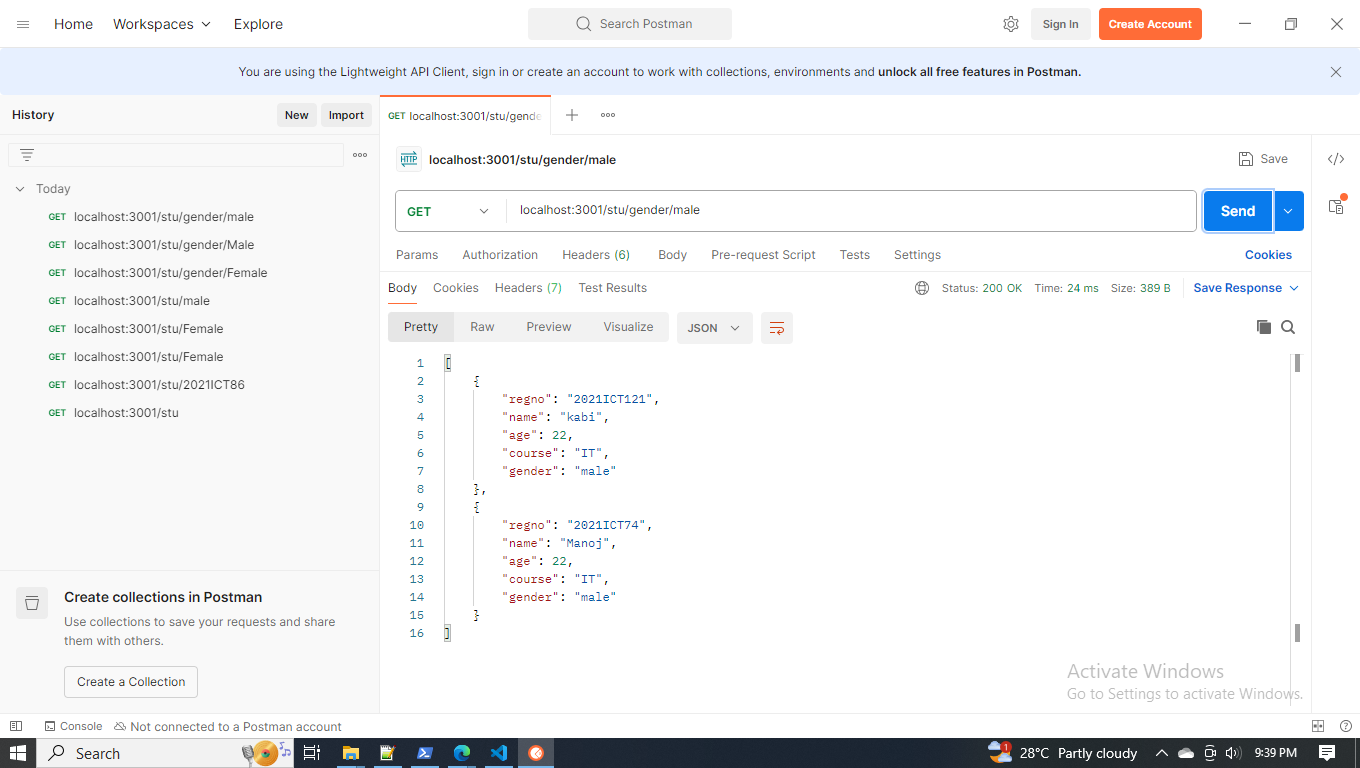 Home Workspaces Explore Search Postman Sign In Create Account
You are using the Lightweight API Client, sign in or create an account to work with collections, environments and unlock all free features in Postman.
History New Import
Today
GET localhost:3001/stu/gender/male
GET localhost:3001/stu/gender/Male
GET localhost:3001/stu/gender/Female
GET localhost:3001/stu/male
GET localhost:3001/stu/Female
GET localhost:3001/stu/Female
GET localhost:3001/stu/2021ICT86
GET localhost:3001/stu
Create collections in Postman
Use collections to save your requests and share
them with others.
Create a Collection
GET localhost:3001/stu/gende
HTTP localhost:3001/stu/gender/male Save
GET localhost:3001/stu/gender/male Send
Params Authorization Headers (6) Body Pre-request Script Tests Settings Cookies
Body Cookies Headers (7) Test Results Status: 200 OK Time: 24 ms Size: 389 B Save Response
Pretty Raw Preview Visualize JSON
1 [
2 {
3 "regno": "2021ICT121",
4 "name": "kabi",
5 "age": 22,
6 "course": "IT",
7 "gender": "male"
8 },
9 {
10 "regno": "2021ICT74",
11 "name": "Manoj",
12 "age": 22,
13 "course": "IT",
14 "gender": "male"
15 }
16 ]
Activate Windows
Go to Settings to activate Windows.
Console Not connected to a Postman account
Search 1 28°C Partly cloudy 9:39 PM